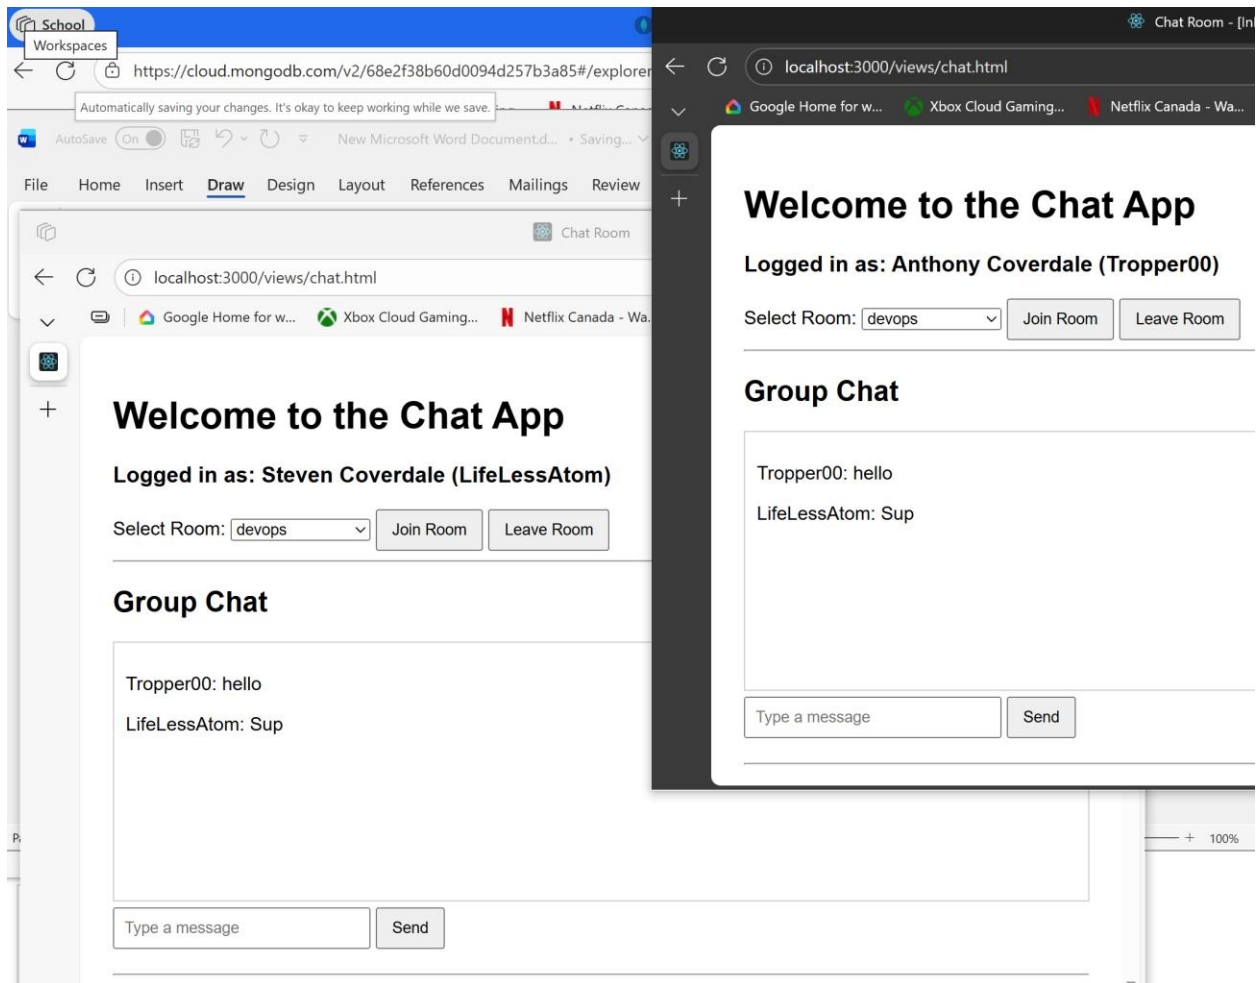 School
Workspaces
https://cloud.mongodb.com/v2/68e2f38b60d0094d257b3a85#/explorer
Automatically saving your changes. It's okay to keep working while we save.
AutoSave On New Microsoft Word Document.d... • Saving...
File Home Insert Draw Design Layout References Mailings Review
Chat Room
localhost:3000/views/chat.html
Google Home for w... Xbox Cloud Gaming... Netflix Canada - Wa.
Welcome to the Chat App
Logged in as: Steven Coverdale (LifeLessAtom)
Select Room: devops Join Room Leave Room
Group Chat
Tropper00: hello
LifeLessAtom: Sup
Type a message Send
Chat Room - [In
localhost:3000/views/chat.html
Google Home for w... Xbox Cloud Gaming... Netflix Canada - Wa...
Welcome to the Chat App
Logged in as: Anthony Coverdale (Tropper00)
Select Room: devops Join Room Leave Room
Group Chat
Tropper00: hello
LifeLessAtom: Sup
Type a message Send
100%